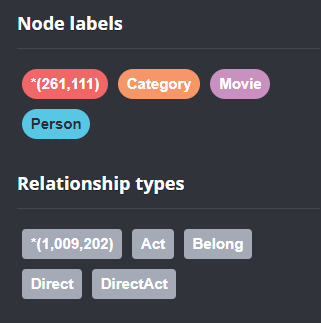 Node labels
*(261,111) Category Movie
Person
Relationship types
*(1,009,202) Act Belong
Direct DirectAct